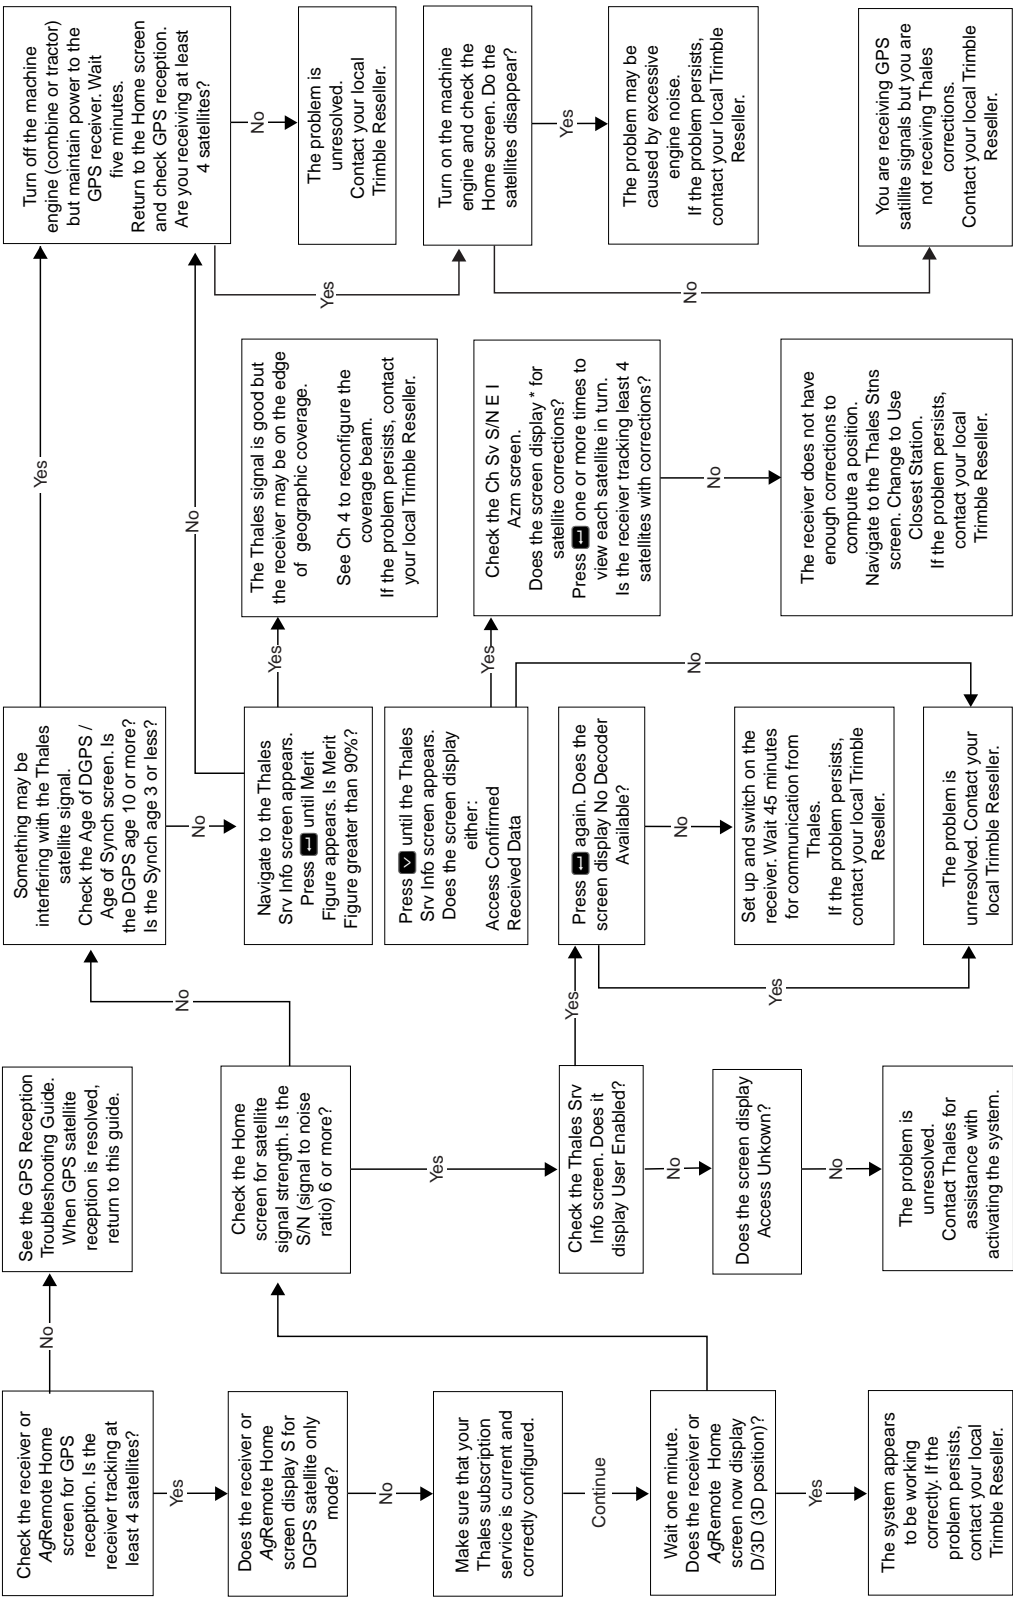 Check the receiver or
AgRemote Home
screen for GPS
reception. Is the
receiver tracking at
least 4 satellites?
No
See the GPS Reception
Troubleshooting Guide.
When GPS satellite
reception is resolved,
return to this guide.
Yes
Does the receiver or
AgRemote Home
screen display S for
DGPS satellite only
mode?
No
Make sure that your
Thales subscription
service is current and
correctly configured.
Continue
Wait one minute.
Does the receiver or
AgRemote Home
screen now display
D/3D (3D position)?
Yes
The system appears
to be working
correctly. If the
problem persists,
contact your local
Trimble Reseller.
Check the Home
screen for satellite
signal strength. Is the
S/N (signal to noise
ratio) 6 or more?
No
Yes
Check the Thales Srv
Info screen. Does it
display User Enabled?
Yes
No
Does the screen display
Access Unkown?
No
The problem is
unresolved.
Contact Thales for
assistance with
activating the system.
Something may be
interfering with the Thales
satellite signal.
Check the Age of DGPS /
Age of Synch screen. Is
the DGPS age 10 or more?
Is the Synch age 3 or less?
Yes
No
Navigate to the Thales
Srv Info screen appears.
Press ↵ until Merit
Figure appears. Is Merit
Figure greater than 90%?
No
Yes
The Thales signal is good but
the receiver may be on the edge
of geographic coverage.
See Ch 4 to reconfigure the
coverage beam.
If the problem persists, contact
your local Trimble Reseller.
Press ∨ until the Thales
Srv Info screen appears.
Does the screen display
either:
Access Confirmed
Received Data
Yes
No
Check the Ch Sv S/N E I
Azm screen.
Does the screen display * for
satellite corrections?
Press ↵ one or more times to
view each satellite in turn.
Is the receiver tracking least 4
satellites with corrections?
No
The receiver does not have
enough corrections to
compute a position.
Navigate to the Thales Stns
screen. Change to Use
Closest Station.
If the problem persists,
contact your local
Trimble Reseller.
Press ↵ again. Does the
screen display No Decoder
Available?
No
Yes
Set up and switch on the
receiver. Wait 45 minutes
for communication from
Thales.
If the problem persists,
contact your local Trimble
Reseller.
The problem is
unresolved. Contact your
local Trimble Reseller.
Turn off the machine
engine (combine or tractor)
but maintain power to the
GPS receiver. Wait
five minutes.
Return to the Home screen
and check GPS reception.
Are you receiving at least
4 satellites?
No
Yes
The problem is
unresolved.
Contact your local
Trimble Reseller.
Turn on the machine
engine and check the
Home screen. Do the
satellites disappear?
Yes
No
The problem may be
caused by excessive
engine noise.
If the problem persists,
contact your local Trimble
Reseller.
You are receiving GPS
satillite signals but you are
not receiving Thales
corrections.
Contact your local Trimble
Reseller.